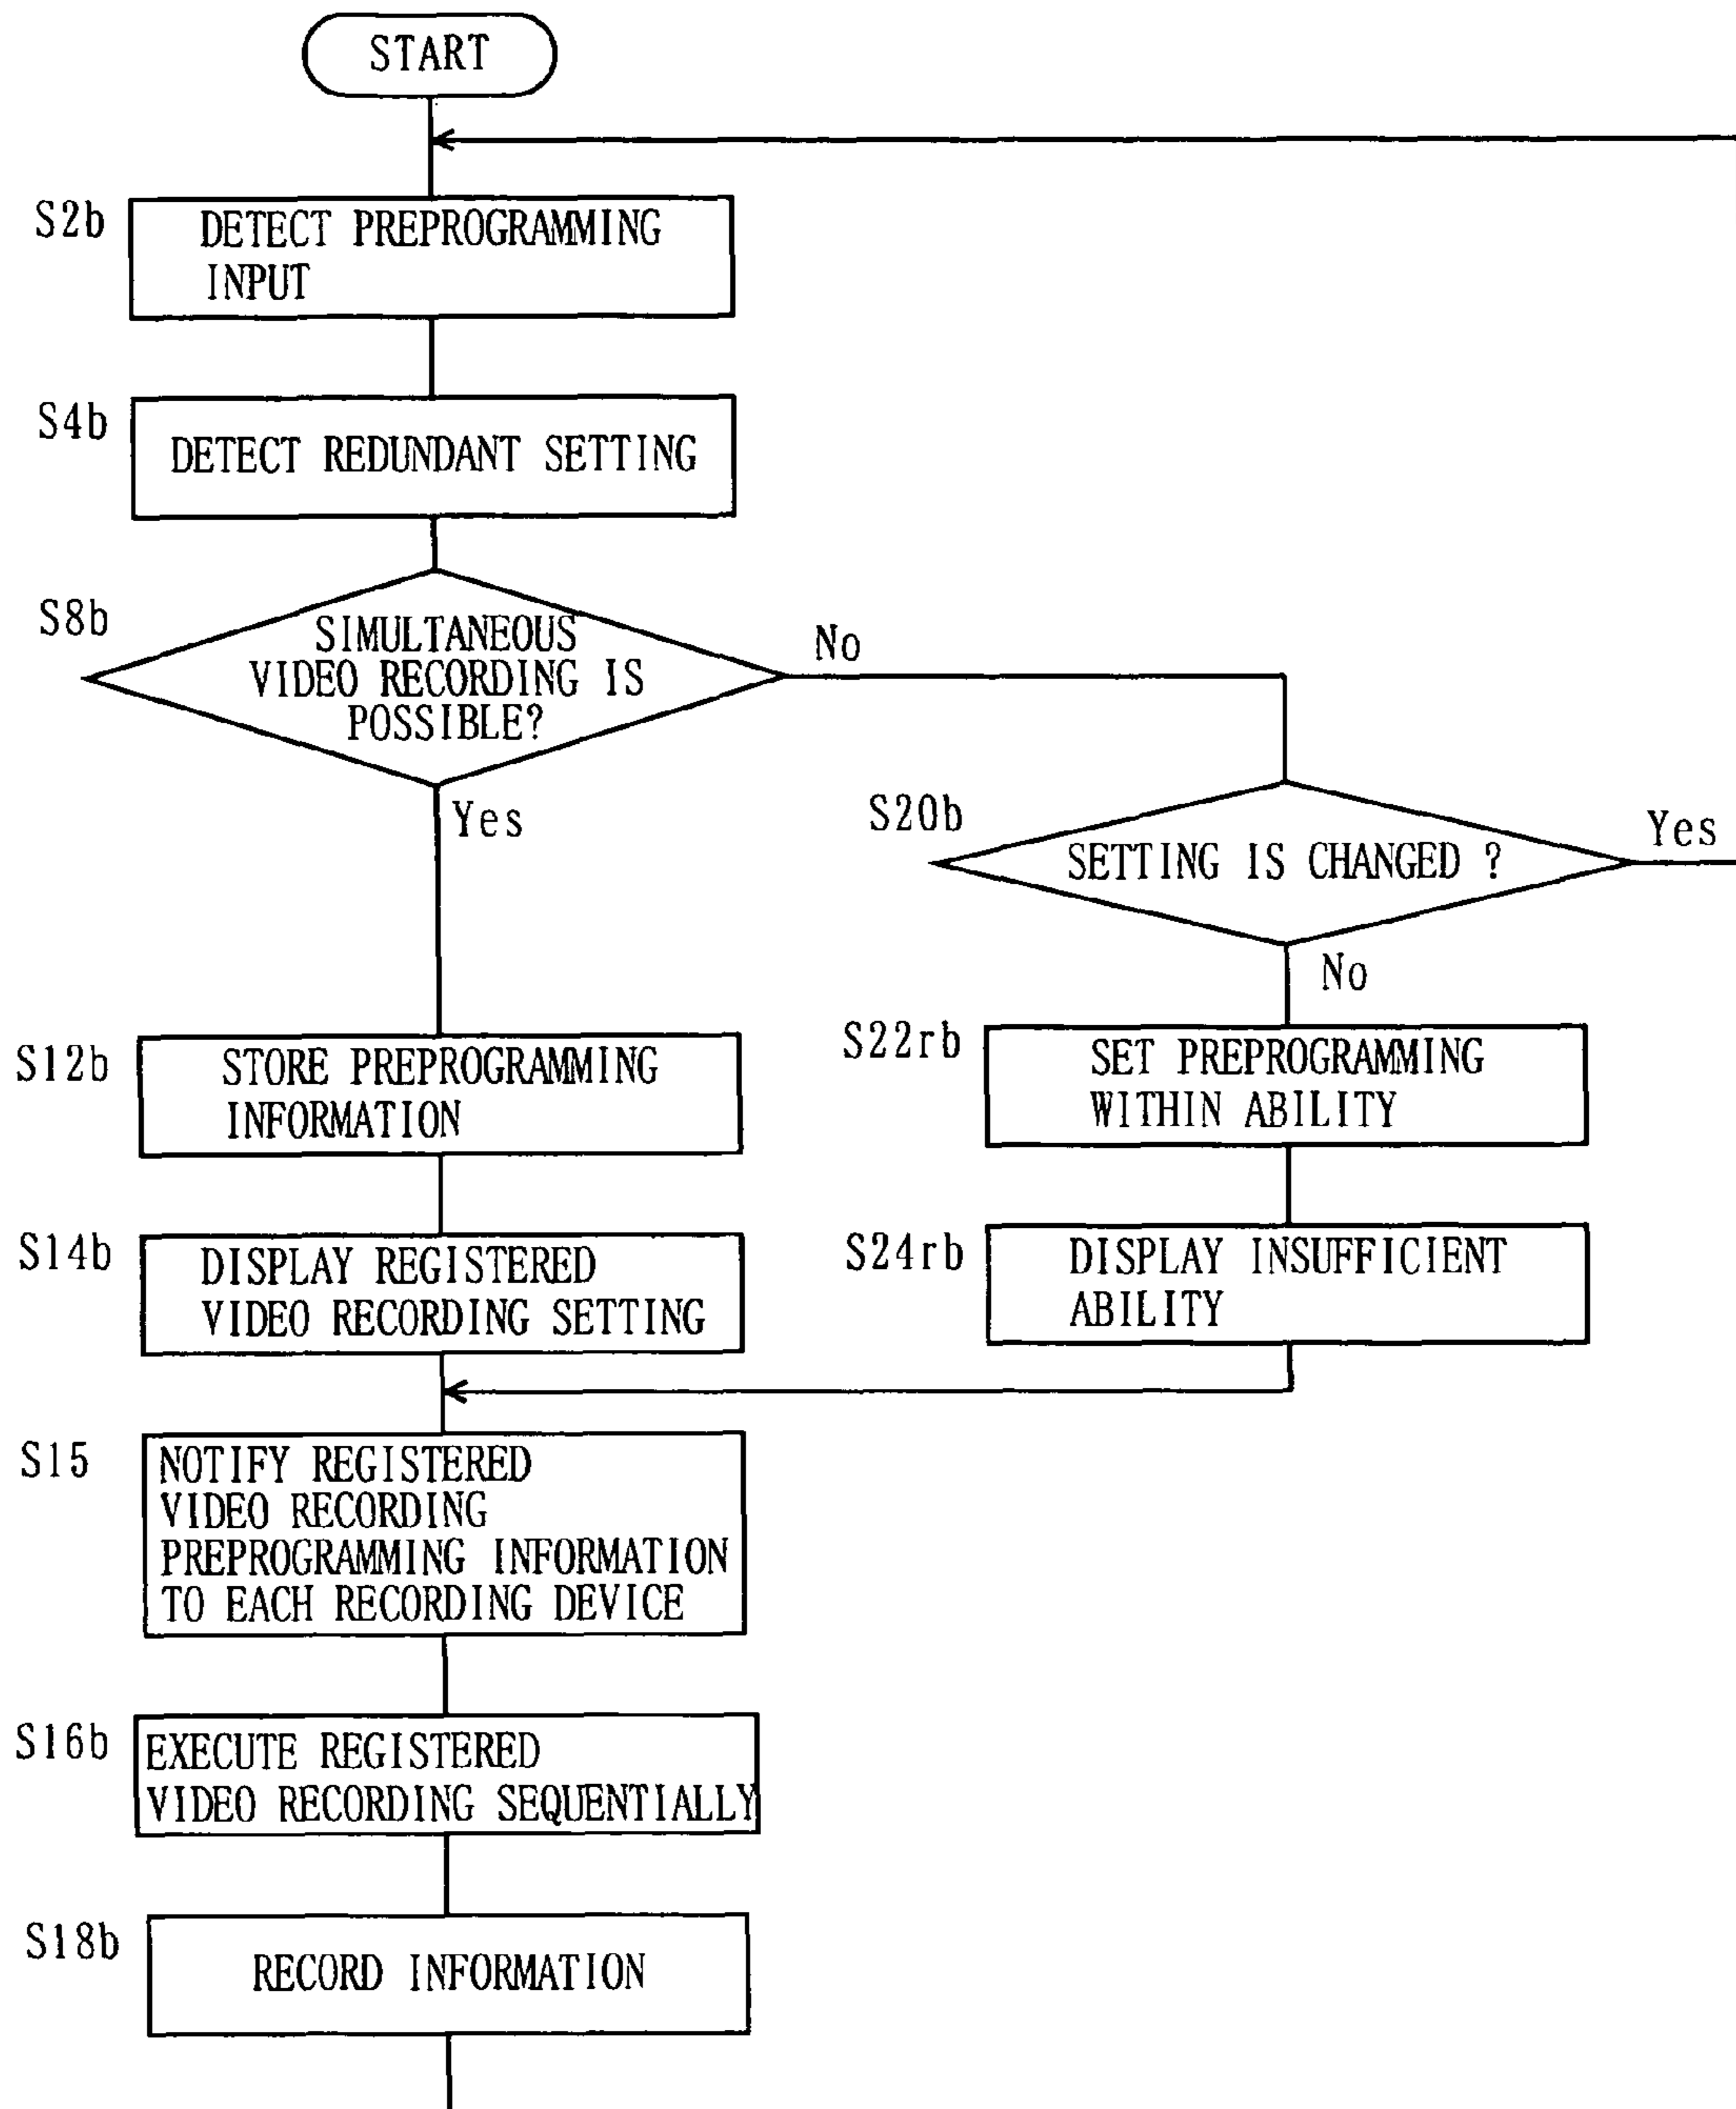 START
S2b
DETECT PREPROGRAMMING
INPUT
S4b
DETECT REDUNDANT SETTING
S8b
SIMULTANEOUS
VIDEO RECORDING IS
POSSIBLE?
No
Yes
S20b
SETTING IS CHANGED ?
Yes
No
S12b
STORE PREPROGRAMMING
INFORMATION
S22rb
SET PREPROGRAMMING
WITHIN ABILITY
S14b
DISPLAY REGISTERED
VIDEO RECORDING SETTING
S24rb
DISPLAY INSUFFICIENT
ABILITY
S15
NOTIFY REGISTERED
VIDEO RECORDING
PREPROGRAMMING INFORMATION
TO EACH RECORDING DEVICE
S16b
EXECUTE REGISTERED
VIDEO RECORDING SEQUENTIALLY
S18b
RECORD INFORMATION